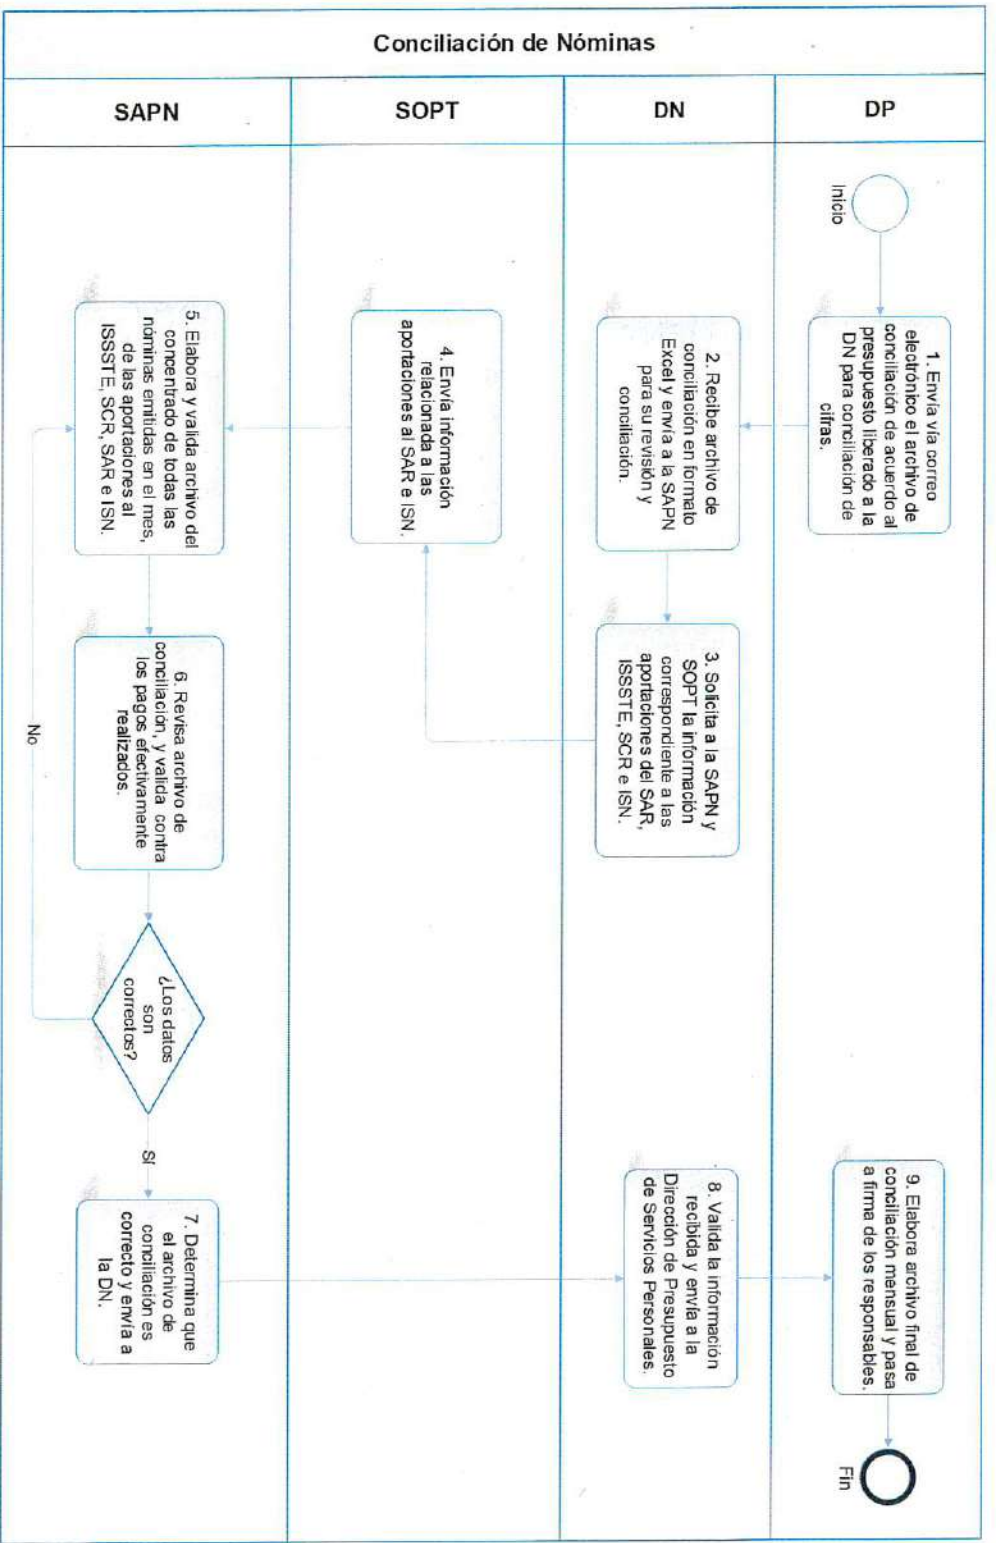 Conciliación de Nóminas
SAPN
SOPT
DN
DP
Inicio
1. Envía vía correo
electrónico el archivo de
conciliación de acuerdo al
presupuesto liberado a la
DN para conciliación de
cifras.
2. Recibe archivo de
conciliación en formato
Excel y envía a la SAPN
para su revisión y
conciliación.
3. Solicita a la SAPN y
SOPT la información
correspondiente a las
aportaciones del SAR,
ISSSTE, SCR e ISN.
4. Envía información
relacionada a las
aportaciones al SAR e ISN.
5. Elabora y valida archivo del
concentrado de todas las
nóminas emitidas en el mes,
de las aportaciones al
ISSSTE, SCR, SAR e ISN.
6. Revisa archivo de
conciliación, y valida contra
los pagos efectivamente
realizados.
¿Los datos
son
correctos?
No
Sí
7. Determina que
el archivo de
conciliación es
correcto y envía a
la DN.
8. Valida la información
recibida y envía a la
Dirección de Presupuesto
de Servicios Personales.
9. Elabora archivo final de
conciliación mensual y pasa
a firma de los responsables.
Fin